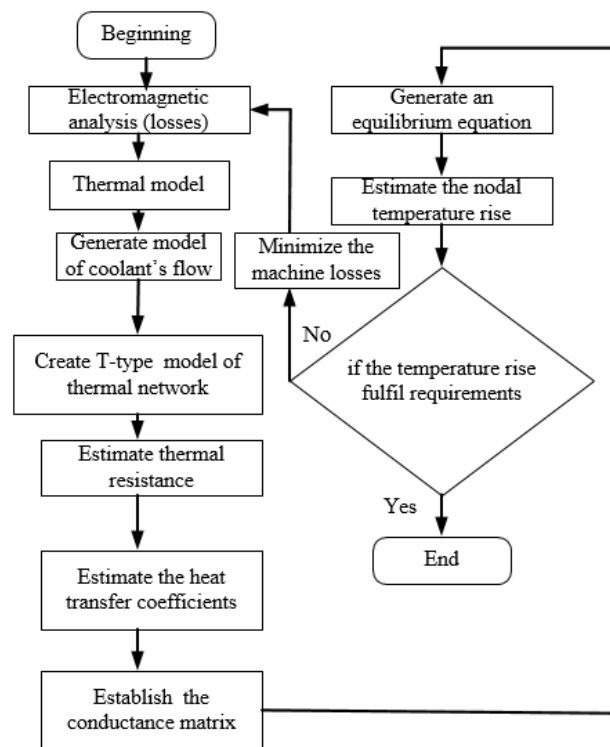 Beginning
Electromagnetic
analysis (losses)
Thermal model
Generate model
of coolant's flow
Create T-type model of
thermal network
Estimate thermal
resistance
Estimate the heat
transfer coefficients
Establish the
conductance matrix
Generate an
equilibrium equation
Estimate the nodal
temperature rise
Minimize the
machine losses
No
if the temperature rise
fulfil requirements
Yes
End